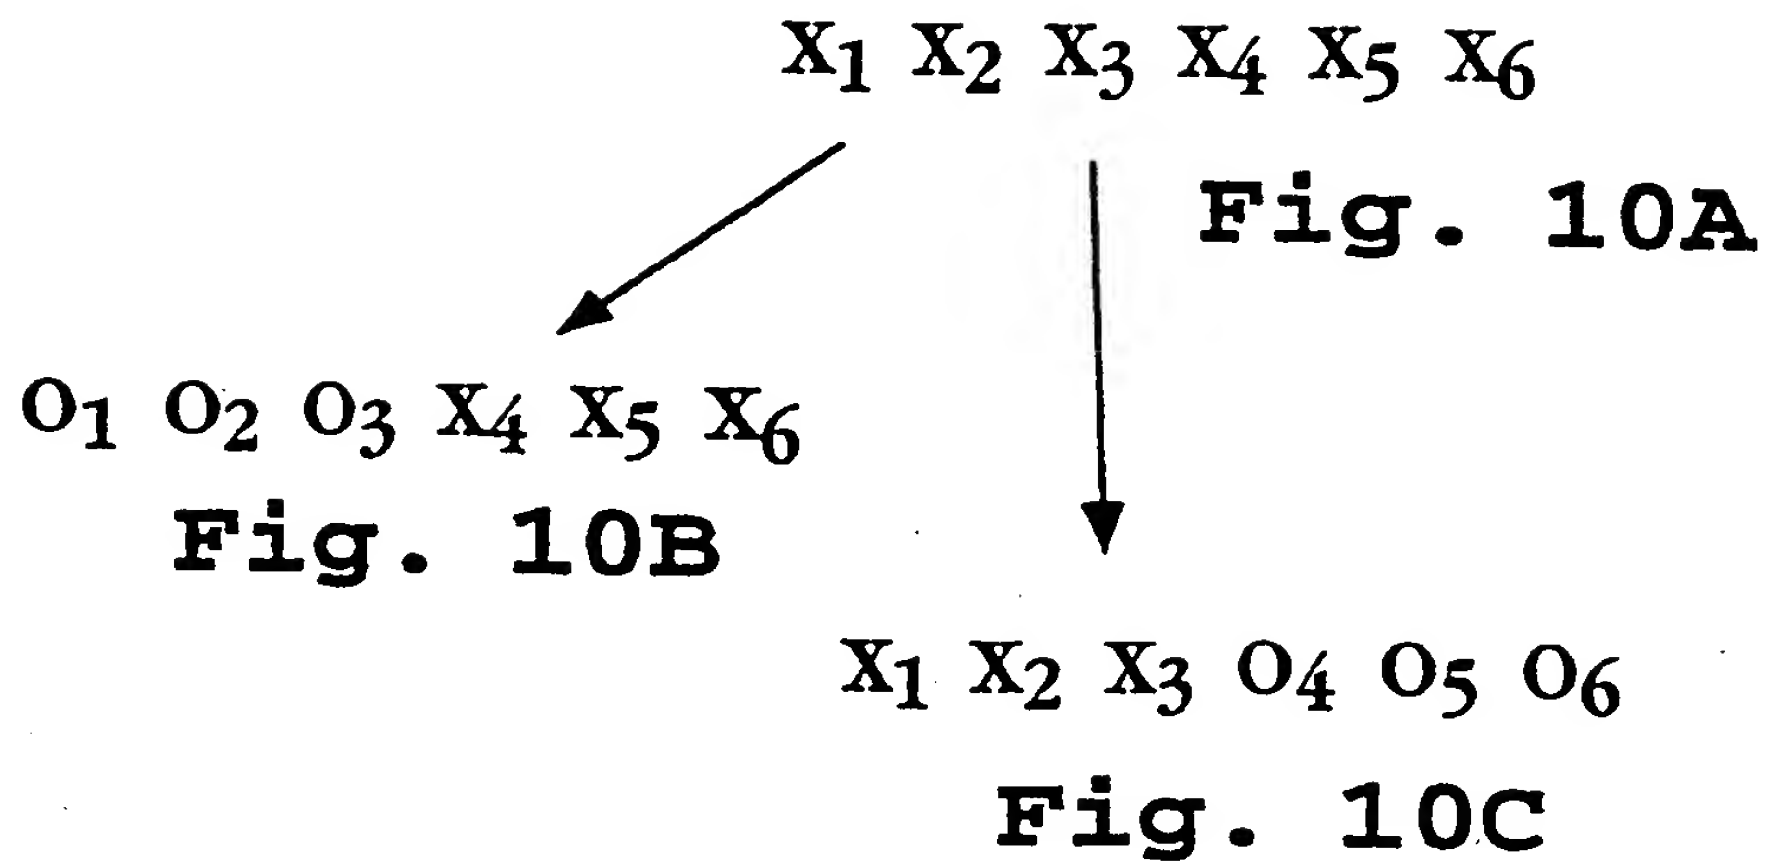 X1 X2 X3 X4 X5 X6
Fig. 10A
O1 O2 O3 X4 X5 X6
Fig. 10B
X1 X2 X3 O4 O5 O6
Fig. 10C